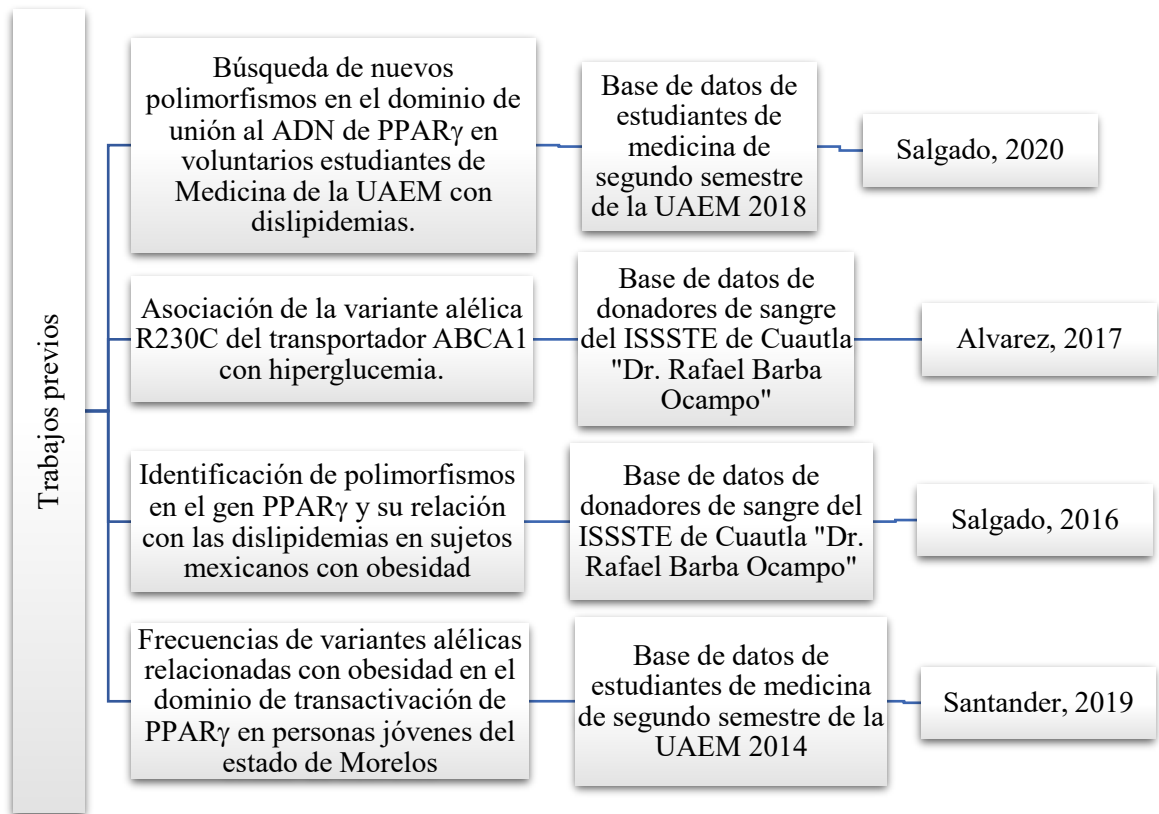 Trabajos previos
Búsqueda de nuevos
polimorfismos en el dominio de
unión al ADN de PPARγ en
voluntarios estudiantes de
Medicina de la UAEM con
dislipidemias.
Base de datos de
estudiantes de
medicina de
segundo semestre
de la UAEM 2018
Salgado, 2020
Asociación de la variante alélica
R230C del transportador ABCA1
con hiperglucemia.
Base de datos de
donadores de sangre
del ISSSTE de Cuautla
"Dr. Rafael Barba
Ocampo"
Alvarez, 2017
Identificación de polimorfismos
en el gen PPARγ y su relación
con las dislipidemias en sujetos
mexicanos con obesidad
Base de datos de
donadores de sangre del
ISSSTE de Cuautla "Dr.
Rafael Barba Ocampo"
Salgado, 2016
Frecuencias de variantes alélicas
relacionadas con obesidad en el
dominio de transactivación de
PPARγ en personas jóvenes del
estado de Morelos
Base de datos de
estudiantes de medicina
de segundo semestre de la
UAEM 2014
Santander, 2019